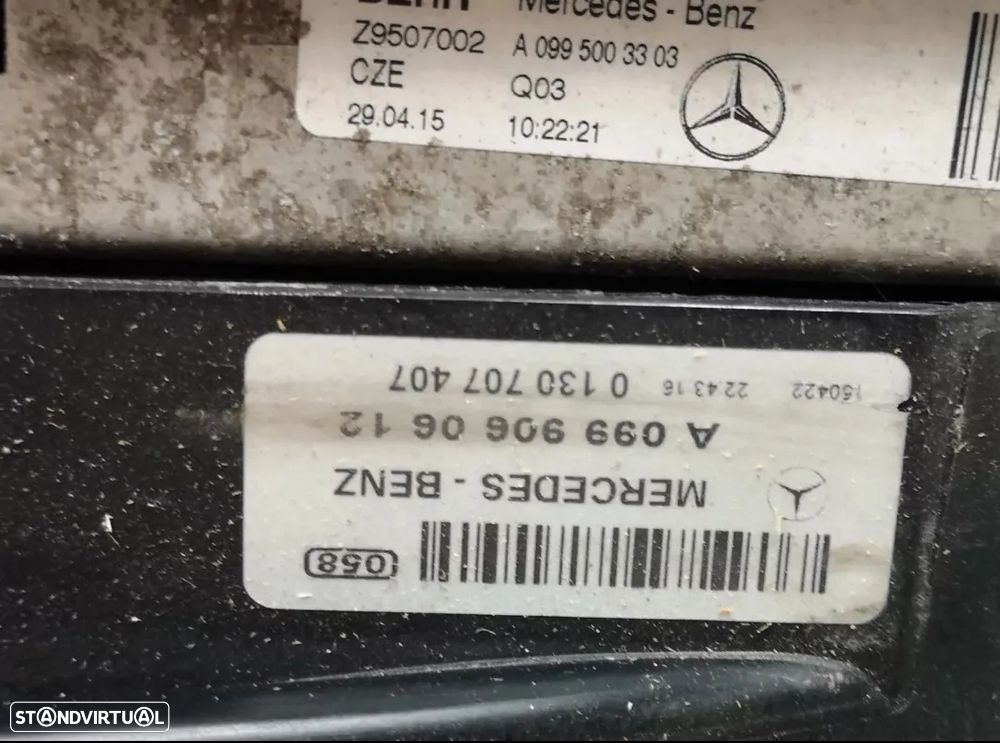 BEHR Mercedes - Benz
Z9507002 A 099 500 33 03
CZE Q03
29.04.15 10:22:21
058
MERCEDES - BENZ
A 099 906 06 12
150422 22 43 16 0 130 707 407
STANDVIRTUAL